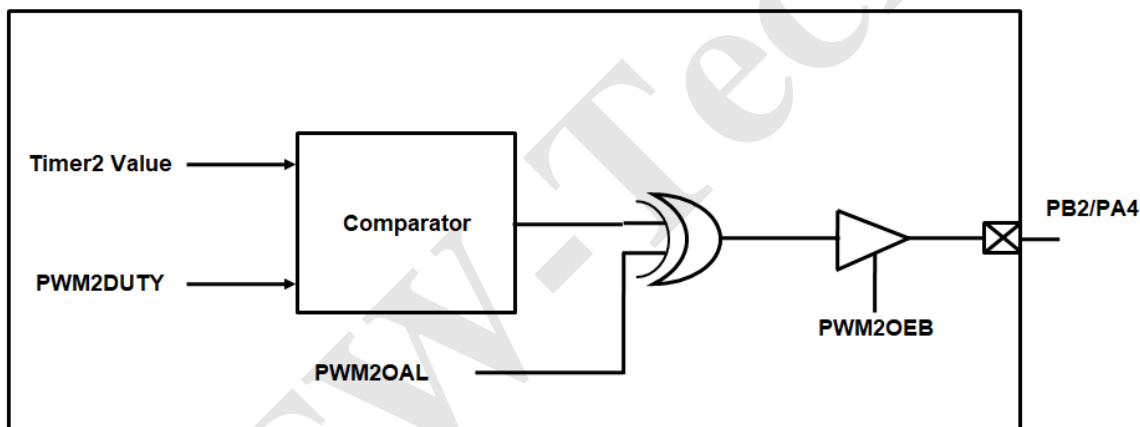 Timer2 Value
Comparator
PB2/PA4
PWM2DUTY
PWM2OEB
PWM2OAL